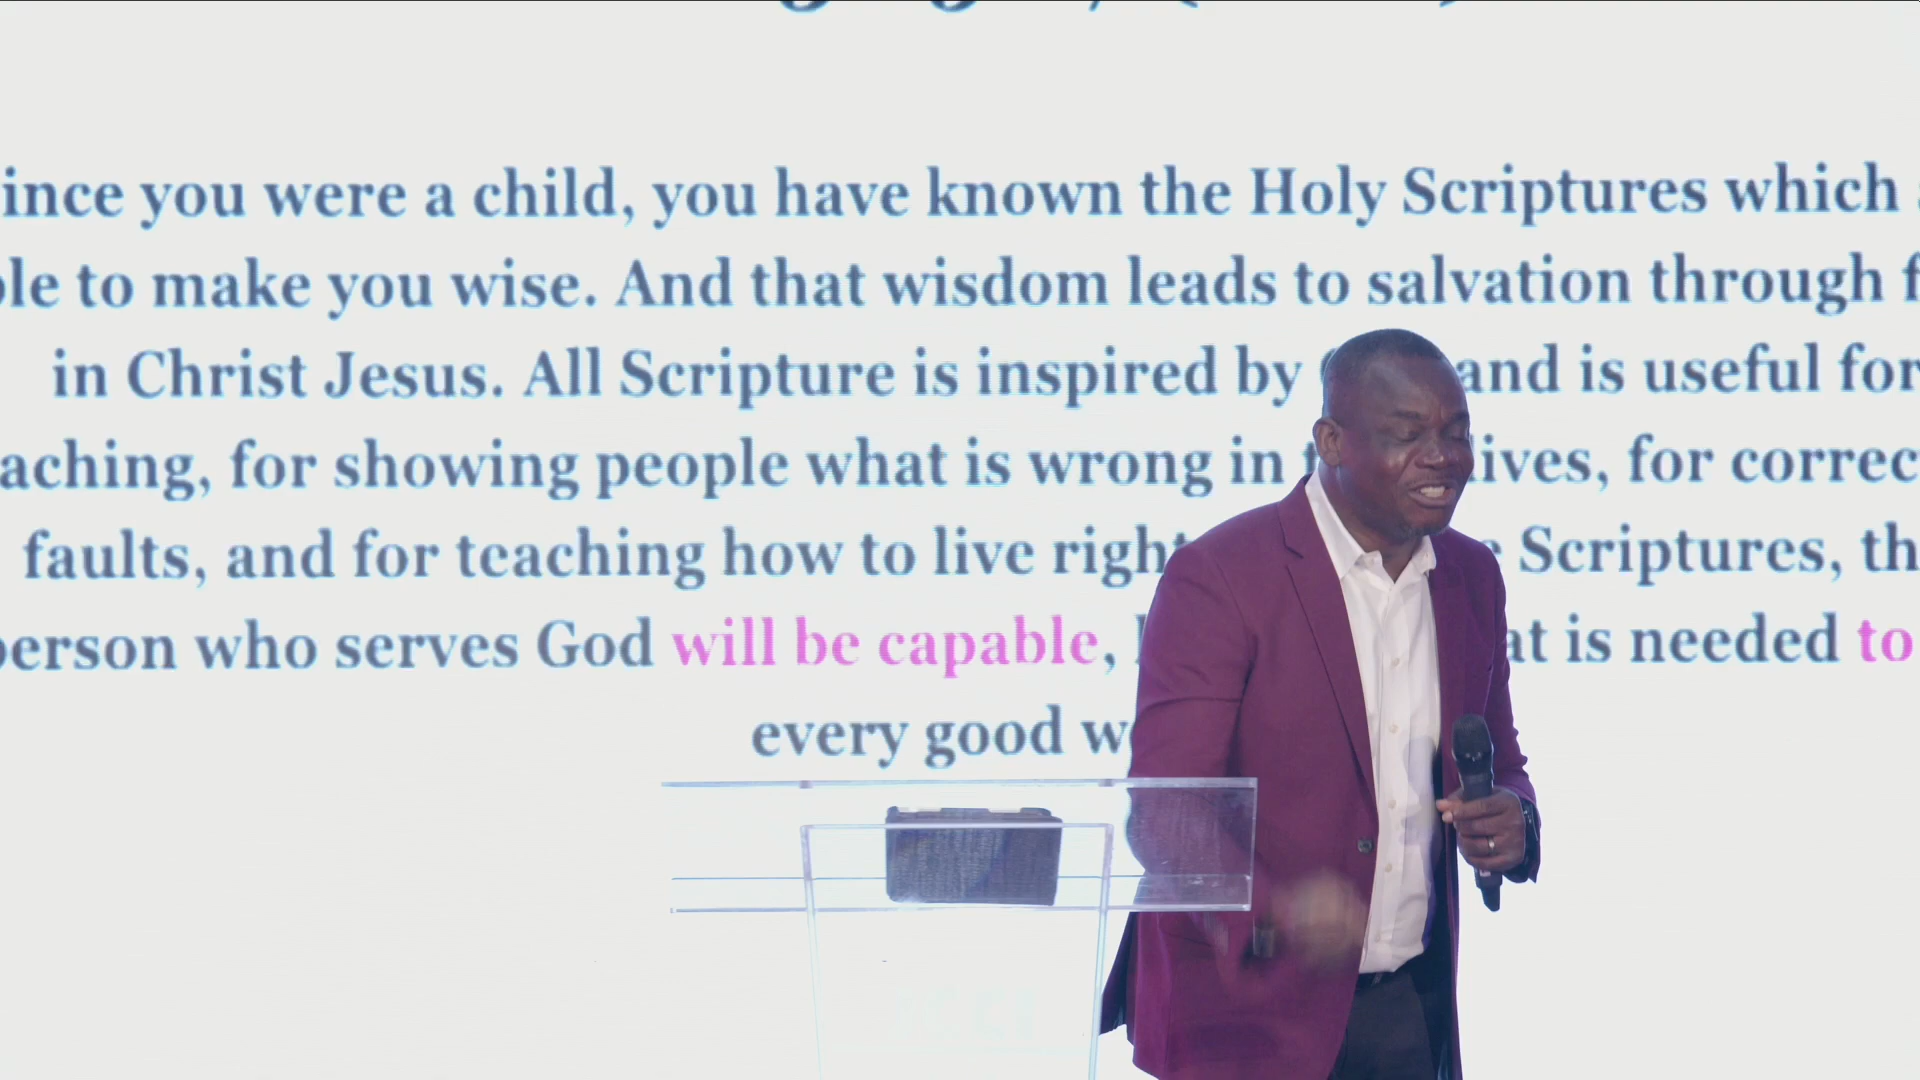 ince you were a child, you have known the Holy Scriptures which
le to make you wise. And that wisdom leads to salvation through f
in Christ Jesus. All Scripture is inspired by and is useful for
aching, for showing people what is wrong in ives, for correc
faults, and for teaching how to live right Scriptures, th
person who serves God will be capable, at is needed to
every good w